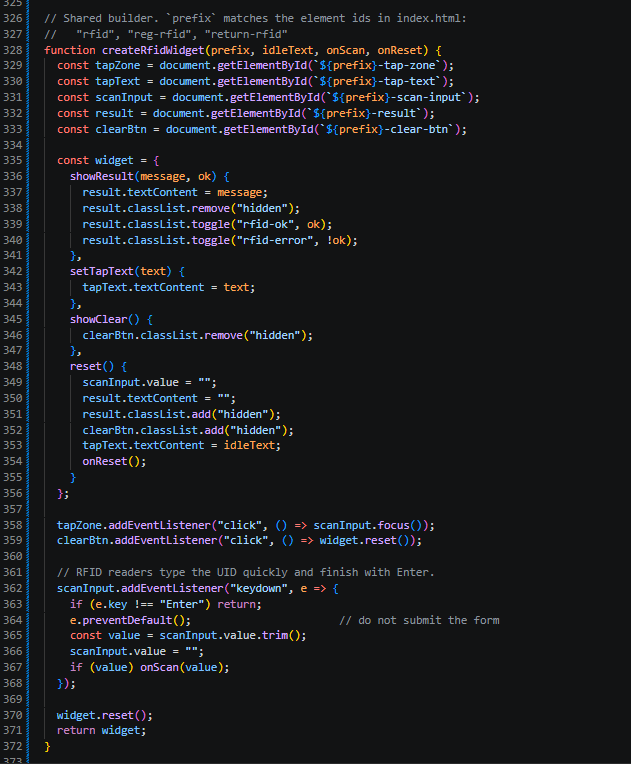 325
326 // Shared builder. `prefix` matches the element ids in index.html:
327 //   "rfid", "reg-rfid", "return-rfid"
328 function createRfidWidget(prefix, idleText, onScan, onReset) {
329   const tapZone = document.getElementById(`${prefix}-tap-zone`);
330   const tapText = document.getElementById(`${prefix}-tap-text`);
331   const scanInput = document.getElementById(`${prefix}-scan-input`);
332   const result = document.getElementById(`${prefix}-result`);
333   const clearBtn = document.getElementById(`${prefix}-clear-btn`);
334
335   const widget = {
336     showResult(message, ok) {
337       result.textContent = message;
338       result.classList.remove("hidden");
339       result.classList.toggle("rfid-ok", ok);
340       result.classList.toggle("rfid-error", !ok);
341     },
342     setTapText(text) {
343       tapText.textContent = text;
344     },
345     showClear() {
346       clearBtn.classList.remove("hidden");
347     },
348     reset() {
349       scanInput.value = "";
350       result.textContent = "";
351       result.classList.add("hidden");
352       clearBtn.classList.add("hidden");
353       tapText.textContent = idleText;
354       onReset();
355     }
356   };
357
358   tapZone.addEventListener("click", () => scanInput.focus());
359   clearBtn.addEventListener("click", () => widget.reset());
360
361   // RFID readers type the UID quickly and finish with Enter.
362   scanInput.addEventListener("keydown", e => {
363     if (e.key !== "Enter") return;
364     e.preventDefault();                       // do not submit the form
365     const value = scanInput.value.trim();
366     scanInput.value = "";
367     if (value) onScan(value);
368   });
369
370   widget.reset();
371   return widget;
372 }
373